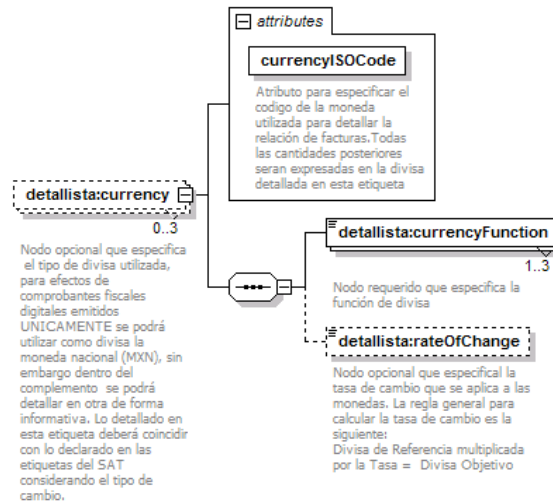 attributes
currencyISOCode
Atributo para especificar el
codigo de la moneda
utilizada para detallar la
relación de facturas.Todas
las cantidades posteriores
seran expresadas en la divisa
detallada en esta etiqueta
detallista:currency
0..3
Nodo opcional que especifica
el tipo de divisa utilizada,
para efectos de
comprobantes fiscales
digitales emitidos
UNICAMENTE se podrá
utilizar como divisa la
moneda nacional (MXN), sin
embargo dentro del
complemento se podrá
detallar en otra de forma
informativa. Lo detallado en
esta etiqueta deberá coincidir
con lo declarado en las
etiquetas del SAT
considerando el tipo de
cambio.
detallista:currencyFunction
1..3
Nodo requerido que especifica la
función de divisa
detallista:rateOfChange
Nodo opcional que especifical la
tasa de cambio que se aplica a las
monedas. La regla general para
calcular la tasa de cambio es la
siguiente:
Divisa de Referencia multiplicada
por la Tasa = Divisa Objetivo